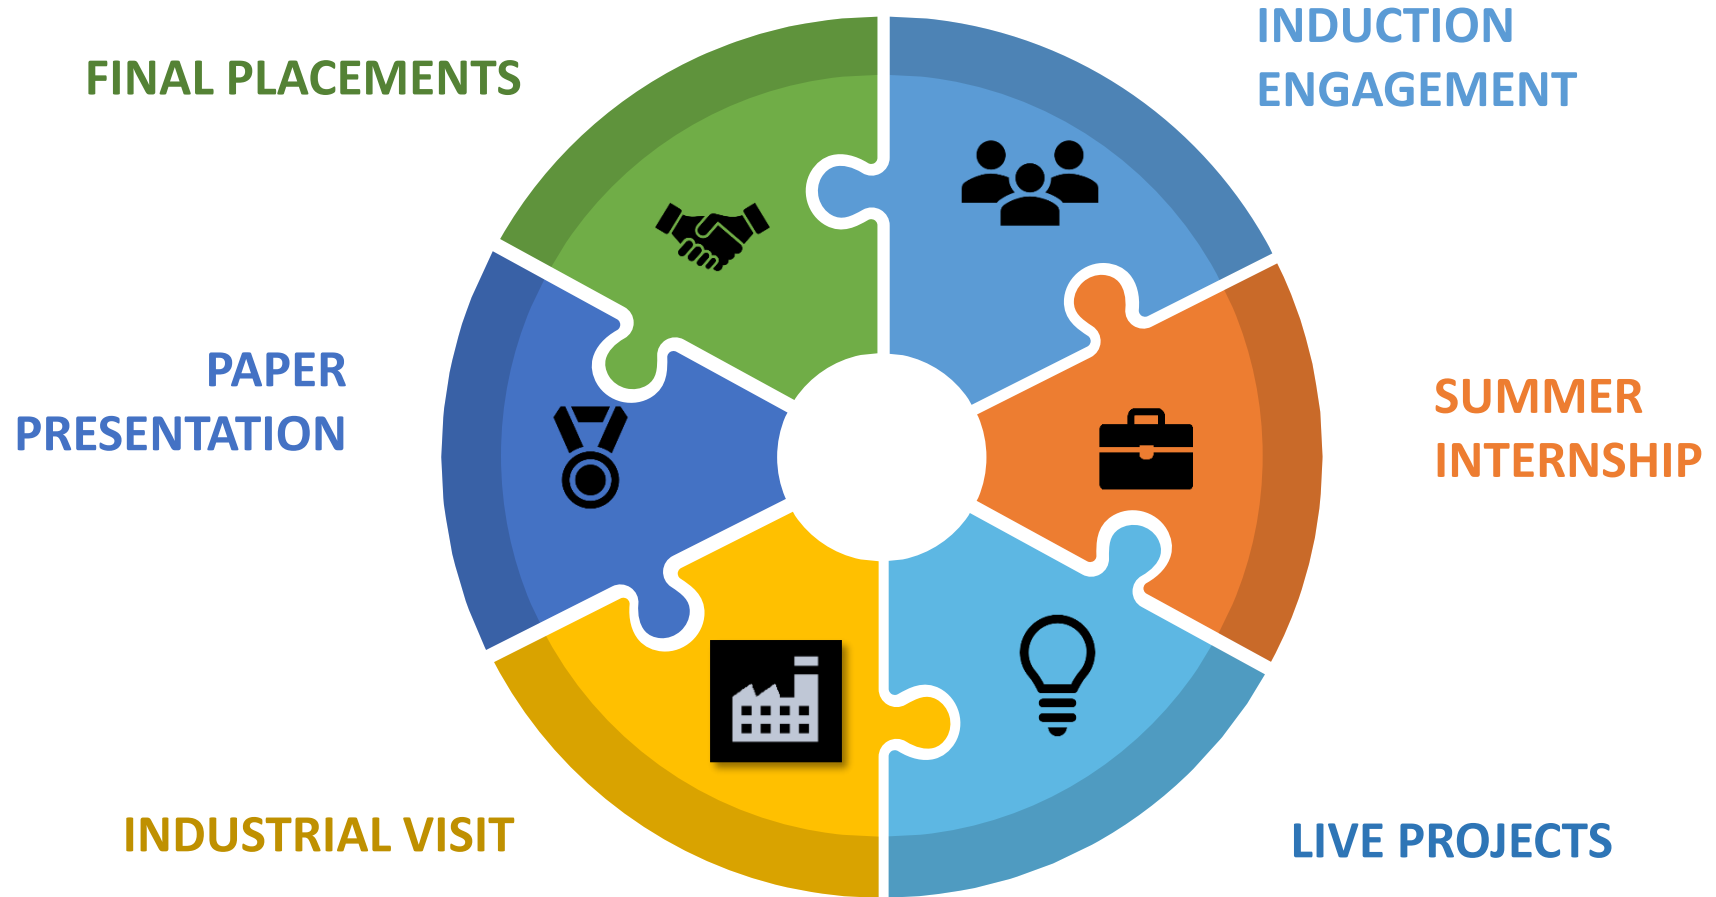 FINAL PLACEMENTS
INDUCTION
ENGAGEMENT
PAPER
PRESENTATION
SUMMER
INTERNSHIP
INDUSTRIAL VISIT
LIVE PROJECTS